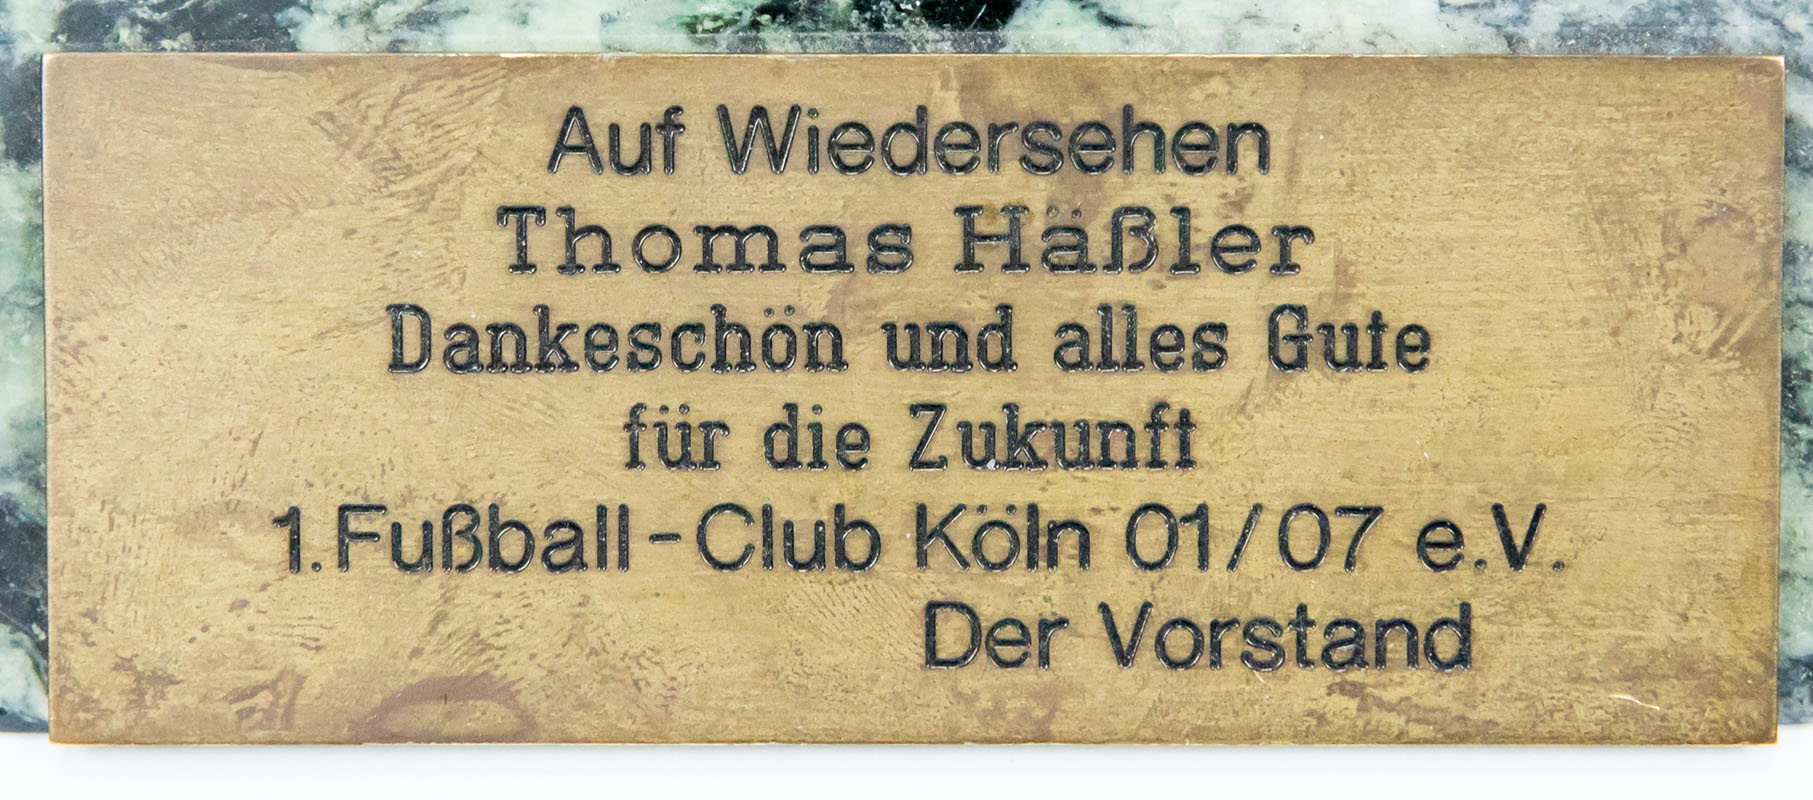 Auf Wiedersehen
Thomas Häßler
Dankeschön und alles Gute
für die Zukunft
1.Fußball-Club Köln 01/07 e.V.
Der Vorstand